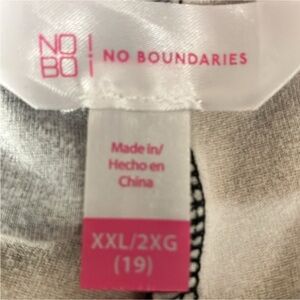 NO
BO
NO BOUNDARIES
Made in/
Hecho en
China
XXL/2XG
(19)